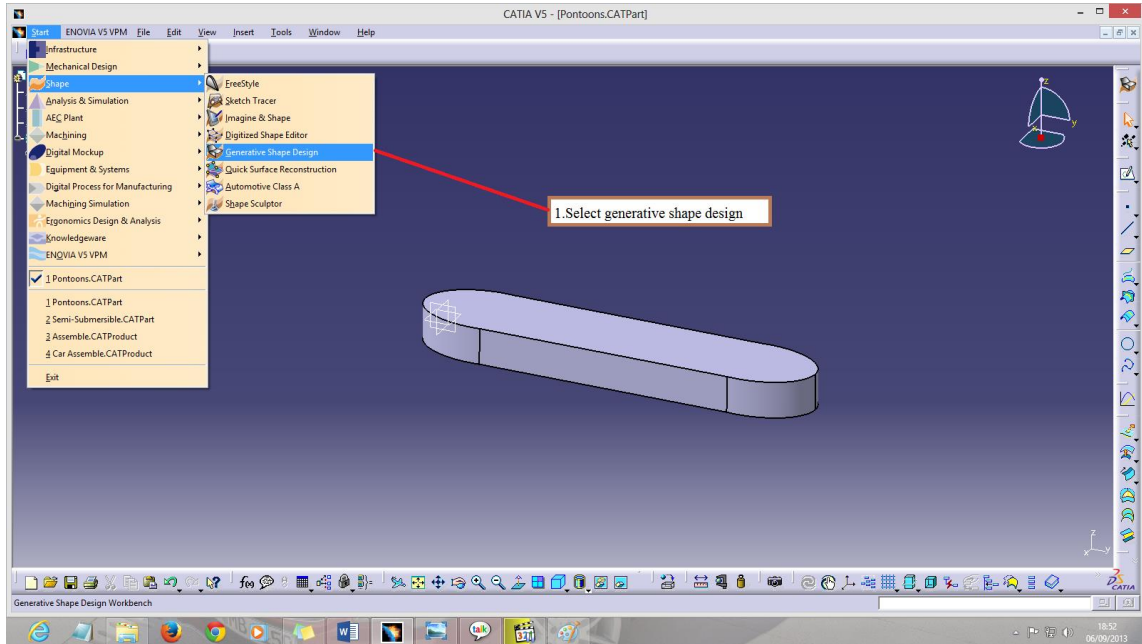 CATIA V5 - [Pontoons.CATPart]
Start ENOVIA V5 VPM File Edit View Insert Tools Window Help
Infrastructure
Mechanical Design
Shape
Analysis & Simulation
AEC Plant
Machining
Digital Mockup
Equipment & Systems
Digital Process for Manufacturing
Machining Simulation
Ergonomics Design & Analysis
Knowledgeware
ENOVIA V5 VPM
1 Pontoons.CATPart
1 Pontoons.CATPart
2 Semi-Submersible.CATPart
3 Assemble.CATProduct
4 Car Assemble.CATProduct
Exit
FreeStyle
Sketch Tracer
Imagine & Shape
Digitized Shape Editor
Generative Shape Design
Quick Surface Reconstruction
Automotive Class A
Shape Sculptor
1.Select generative shape design
z
y
z
x y
f(x)
CATIA
Generative Shape Design Workbench
talk
321
18:52
06/09/2013